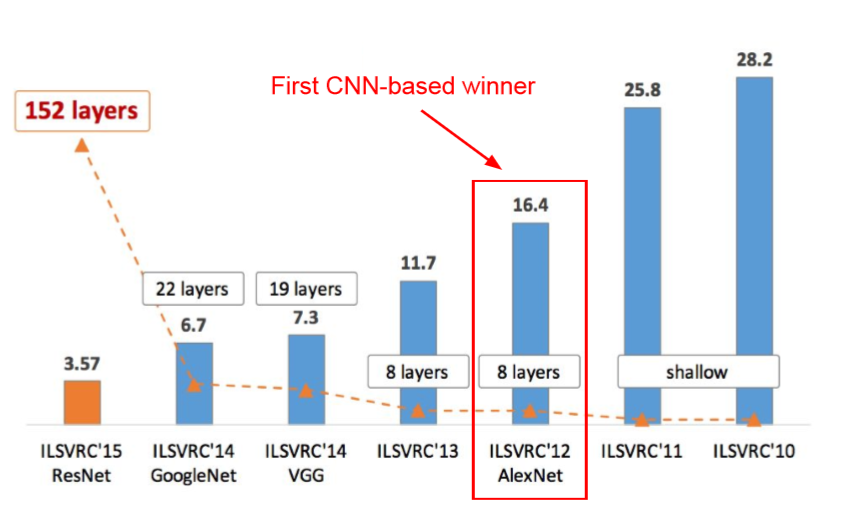 28.2
First CNN-based winner
25.8
152 layers
16.4
11.7
22 layers
19 layers
6.7
7.3
3.57
8 layers
8 layers
shallow
ILSVRC'15
ResNet
ILSVRC'14
GoogleNet
ILSVRC'14
VGG
ILSVRC'13
ILSVRC'12
AlexNet
ILSVRC'11
ILSVRC'10